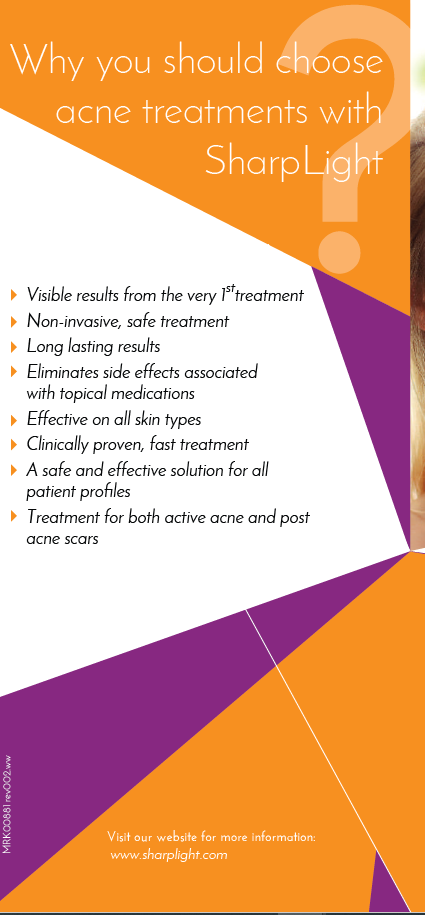 Why you should choose
acne treatments with
SharpLight
?
Visible results from the very 1st treatment
Non-invasive, safe treatment
Long lasting results
Eliminates side effects associated
with topical medications
Effective on all skin types
Clinically proven, fast treatment
A safe and effective solution for all
patient profiles
Treatment for both active acne and post
acne scars
MRK00881 rev002.ww
Visit our website for more information:
www.sharplight.com